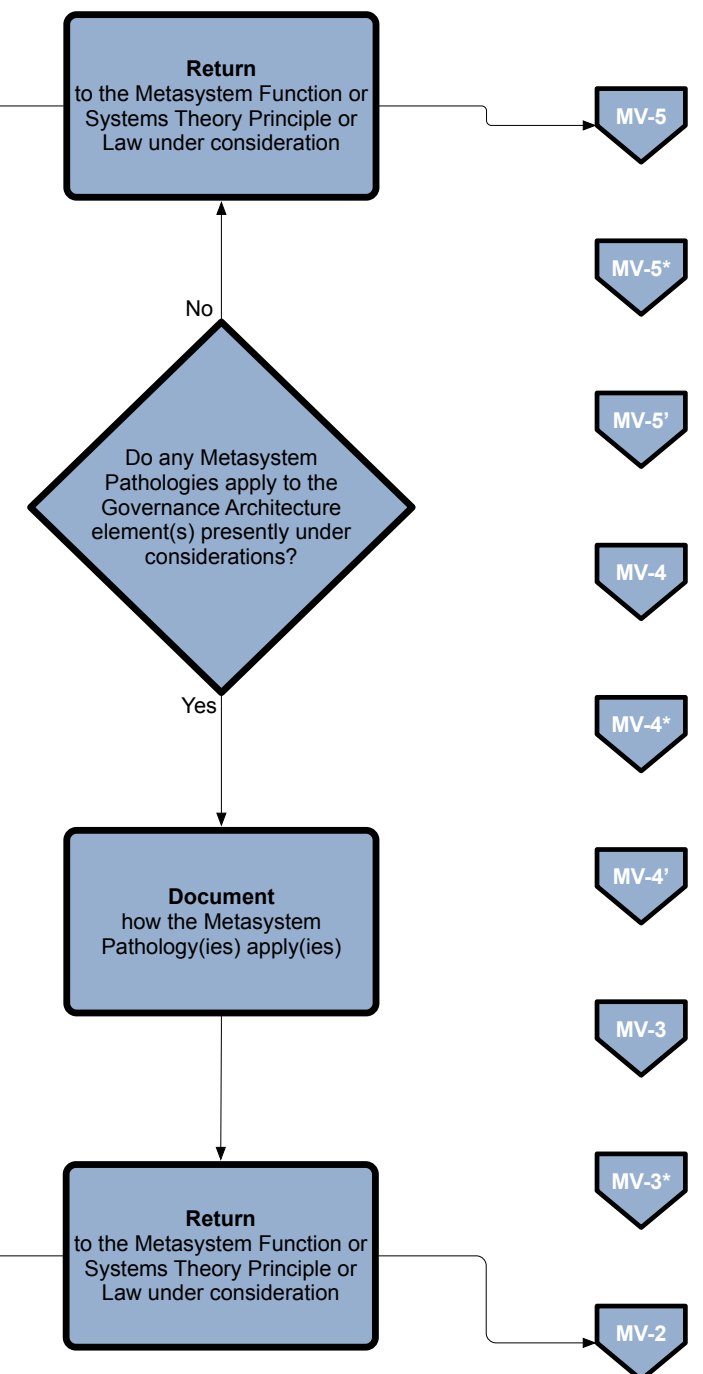 Return
to the Metasystem Function or
Systems Theory Principle or
Law under consideration
MV-5
MV-5*
No
MV-5’
Do any Metasystem
Pathologies apply to the
Governance Architecture
element(s) presently under
considerations?
MV-4
Yes
MV-4*
Document
how the Metasystem
Pathology(ies) apply(ies)
MV-4’
MV-3
MV-3*
Return
to the Metasystem Function or
Systems Theory Principle or
Law under consideration
MV-2